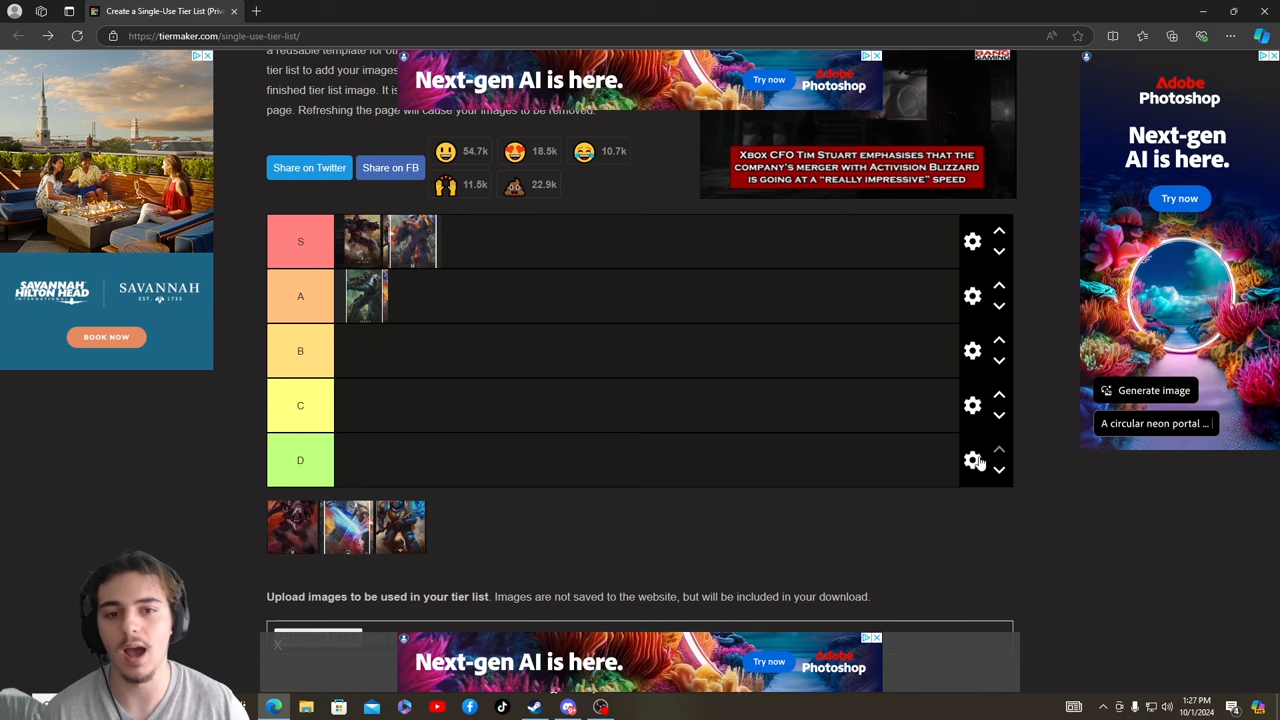 Create a Single-Use Tier List (Priv
https://tiermaker.com/single-use-tier-list/
a reusable template for
tier list to add your images
finished tier list image. It is
page. Refreshing the page will cause your images to be removed.
Next-gen AI is here.
Try now
Adobe
Photoshop
XBOX CFO TIM STUART EMPHASISES THAT THE
COMPANY'S MERGER WITH ACTIVISION BLIZZARD
IS GOING AT A "REALLY IMPRESSIVE" SPEED
Share on Twitter
Share on FB
54.7k
18.5k
10.7k
11.5k
22.9k
S
A
B
C
D
Upload images to be used in your tier list. Images are not saved to the website, but will be included in your download.
X
Next-gen AI is here.
Try now
Adobe
Photoshop
SAVANNAH
HILTON HEAD
INTERNATIONAL
SAVANNAH
EST. 1733
BOOK NOW
Adobe
Photoshop
Next-gen
AI is here.
Try now
Generate image
A circular neon portal ...
1:27 PM
10/1/2024